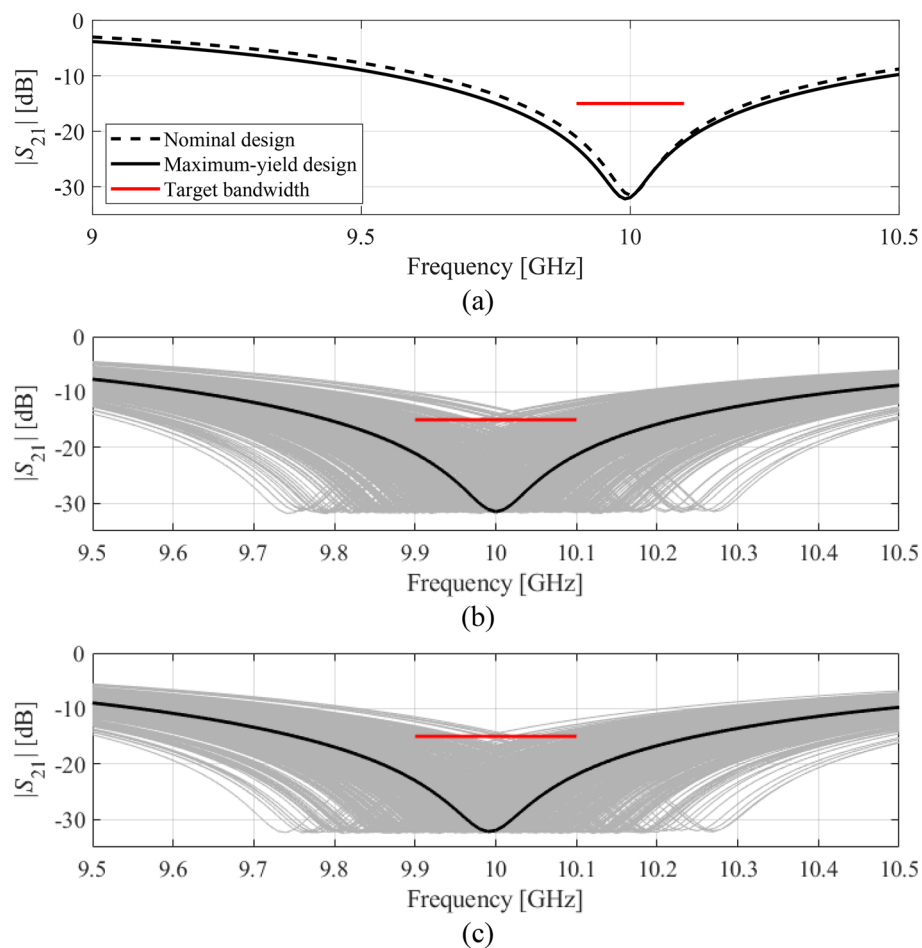 (a)
0
-10
-20
-30
|S21| [dB]
Nominal design
Maximum-yield design
Target bandwidth
9
9.5
10
10.5
Frequency [GHz]
(a)
0
-10
-20
-30
|S21| [dB]
9.5
9.6
9.7
9.8
9.9
10
10.1
10.2
10.3
10.4
10.5
Frequency [GHz]
(b)
0
-10
-20
-30
|S21| [dB]
9.5
9.6
9.7
9.8
9.9
10
10.1
10.2
10.3
10.4
10.5
Frequency [GHz]
(c)